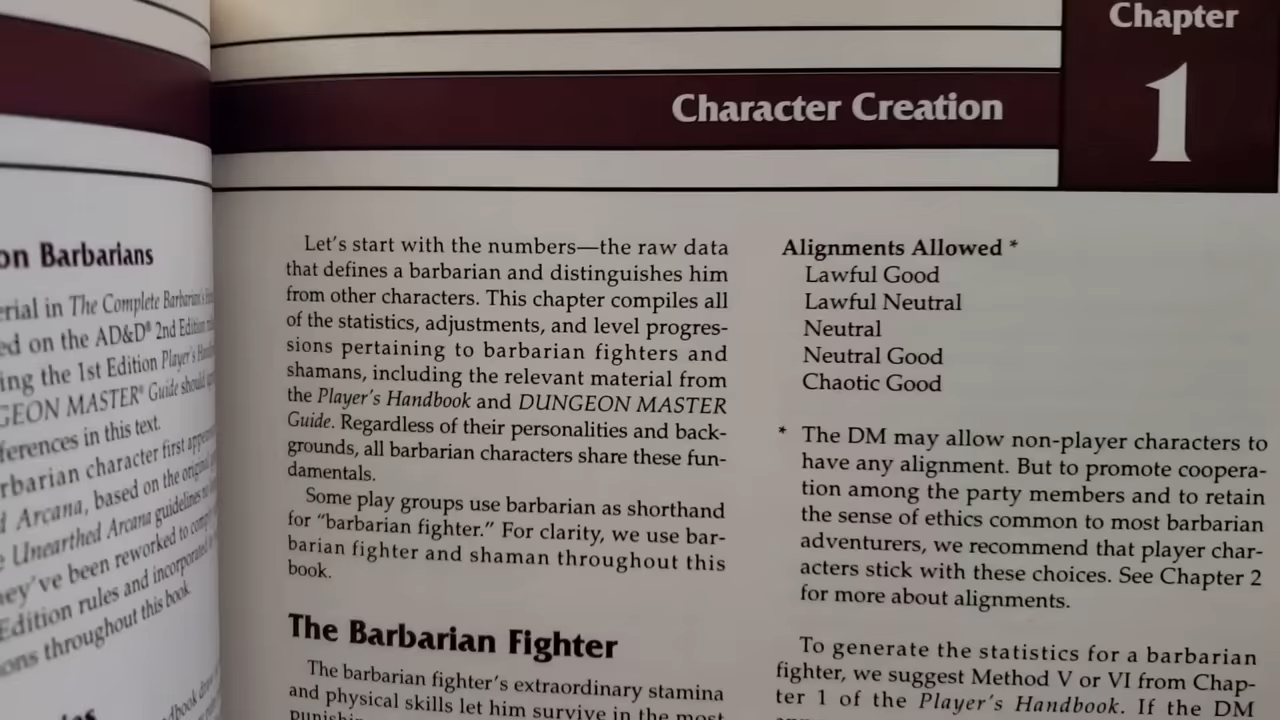 on Barbarians
erial in The Complete Barbarian's
ed on the AD&D® 2nd Edition
ing the 1st Edition Player's Handbook
GEON MASTER® Guide should
ferences in this text.
rbarian character first
d Arcana, based on the original
e Unearthed Arcana guidelines
hey've been reworked to
Edition rules and incorporated
ons throughout this book.
Chapter
1
Character Creation
Let's start with the numbers—the raw data
that defines a barbarian and distinguishes him
from other characters. This chapter compiles all
of the statistics, adjustments, and level progres-
sions pertaining to barbarian fighters and
shamans, including the relevant material from
the Player's Handbook and DUNGEON MASTER
Guide. Regardless of their personalities and back-
grounds, all barbarian characters share these fun-
damentals.
Some play groups use barbarian as shorthand
for "barbarian fighter." For clarity, we use bar-
barian fighter and shaman throughout this
book.
The Barbarian Fighter
The barbarian fighter's extraordinary stamina
and physical skills let him survive in the most
Alignments Allowed *
Lawful Good
Lawful Neutral
Neutral
Neutral Good
Chaotic Good
* The DM may allow non-player characters to
have any alignment. But to promote coopera-
tion among the party members and to retain
the sense of ethics common to most barbarian
adventurers, we recommend that player char-
acters stick with these choices. See Chapter 2
for more about alignments.
To generate the statistics for a barbarian
fighter, we suggest Method V or VI from Chap-
ter 1 of the Player's Handbook. If the DM